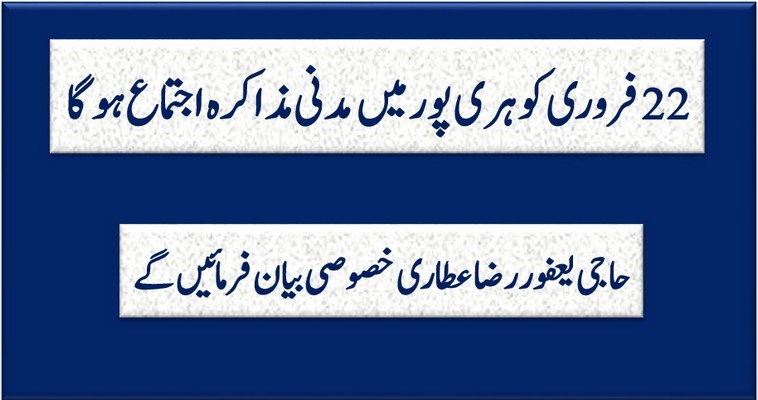 22 فروری کو ہری پور میں مدنی مذاکرہ اجتماع ہو گا
حاجی یعفور رضا عطاری خصوصی بیان فرمائیں گے